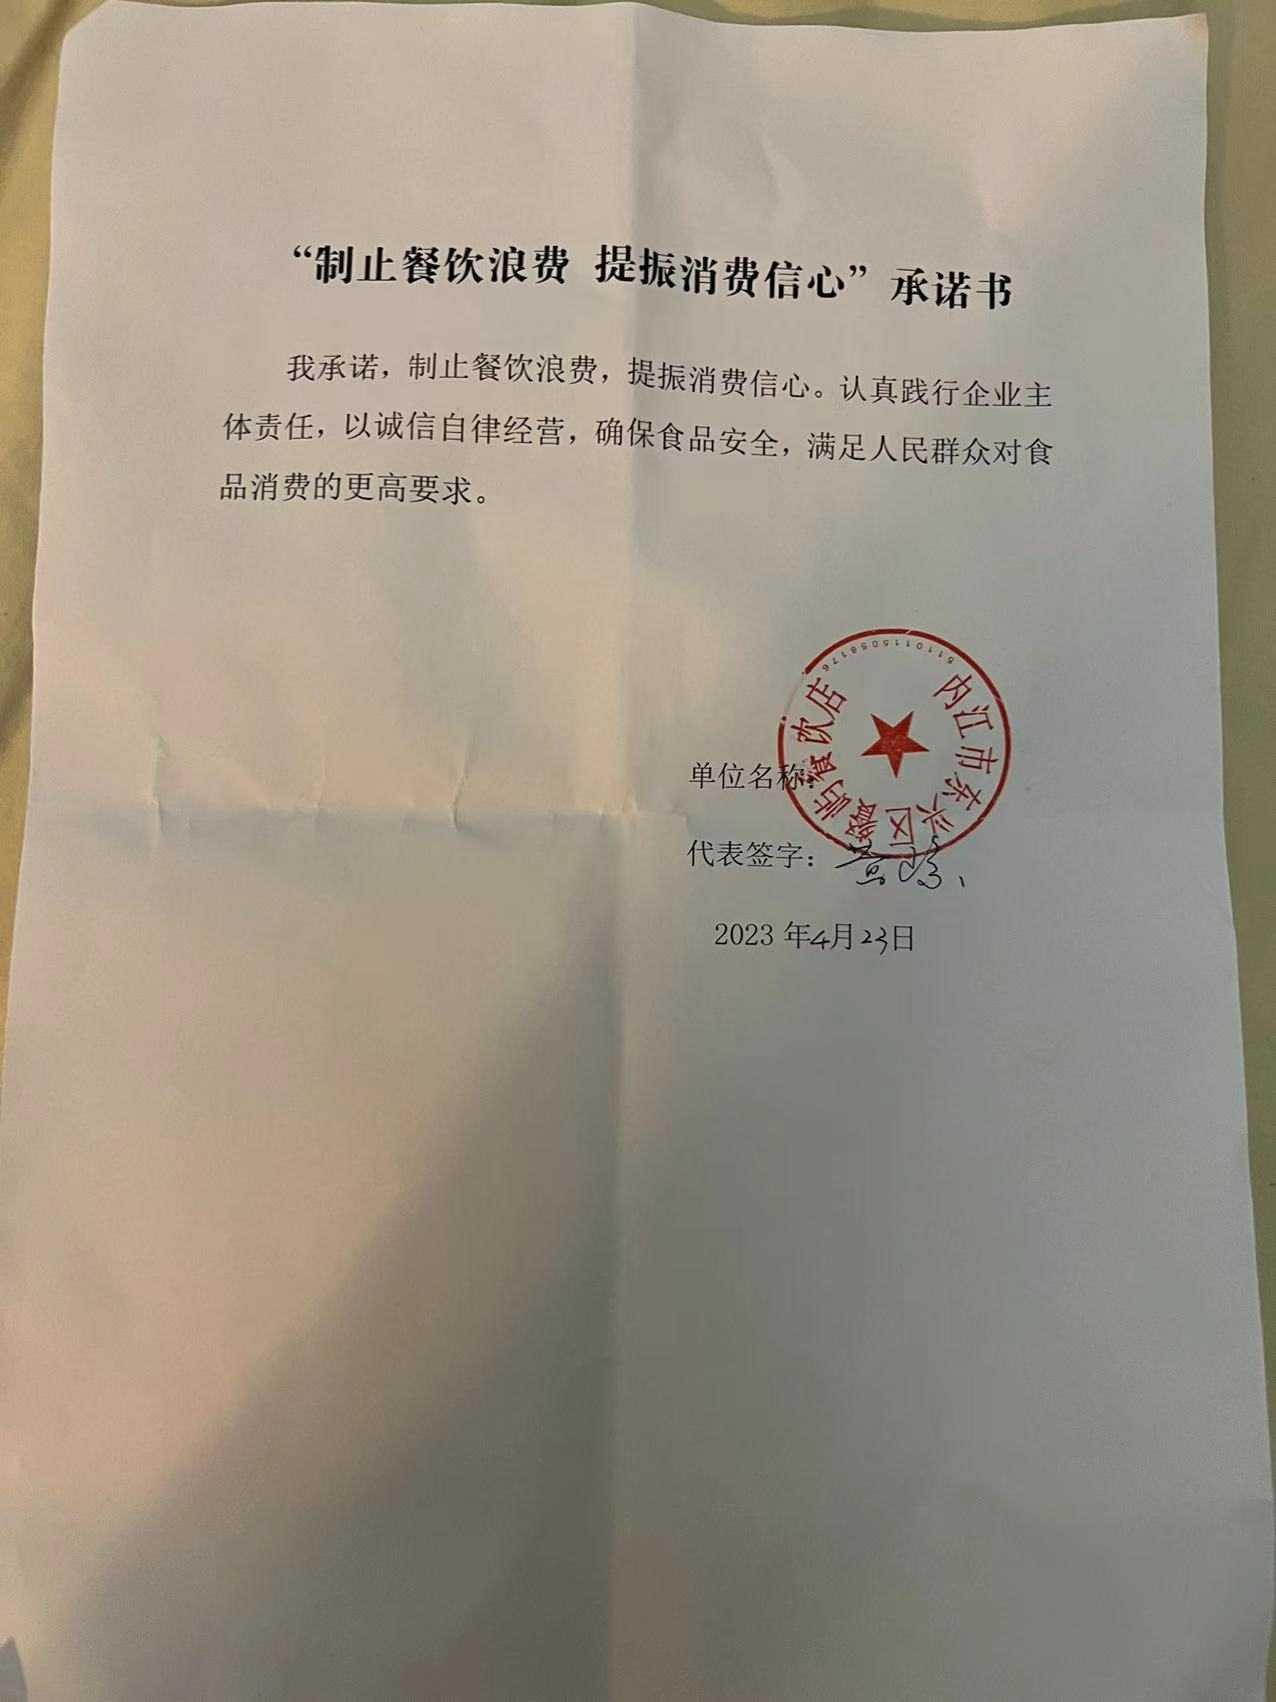 “制止餐饮浪费 提振消费信心”承诺书
我承诺，制止餐饮浪费，提振消费信心。认真践行企业主
体责任，以诚信自律经营，确保食品安全，满足人民群众对食
品消费的更高要求。
5110115058176
内江市东兴区 餐饮店
单位名称：
代表签字：黄
2023 年4月23日